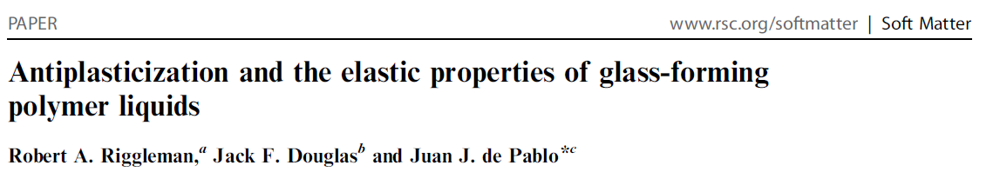 PAPER www.rsc.org/softmatter | Soft Matter
Antiplasticization and the elastic properties of glass-forming
polymer liquids
Robert A. Riggleman,a Jack F. Douglasb and Juan J. de Pablo*c